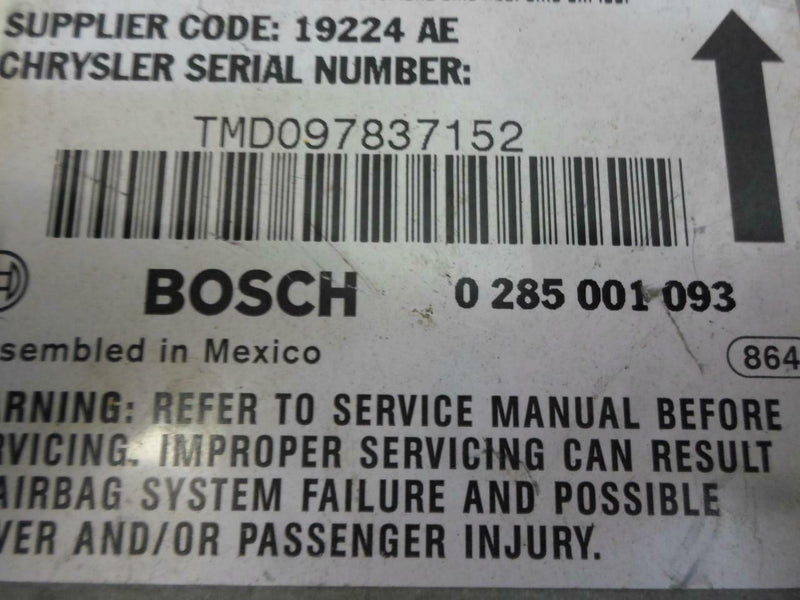 SUPPLIER CODE: 19224 AE
CHRYSLER SERIAL NUMBER:
TMD097837152
BOSCH 0 285 001 093
sembled in Mexico
864
ARNING: REFER TO SERVICE MANUAL BEFORE
RVICING. IMPROPER SERVICING CAN RESULT
AIRBAG SYSTEM FAILURE AND POSSIBLE
VER AND/OR PASSENGER INJURY.